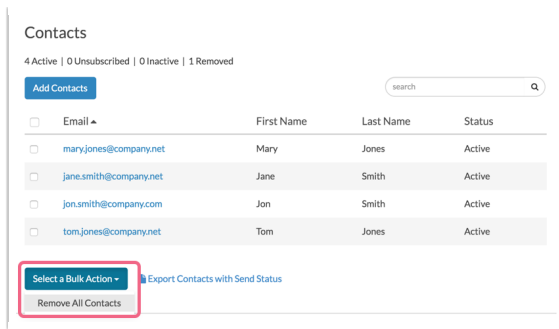 Contacts
4 Active | 0 Unsubscribed | 0 Inactive | 1 Removed
Add Contacts
search
Email First Name Last Name Status
mary.jones@company.net Mary Jones Active
jane.smith@company.net Jane Smith Active
jon.smith@company.com Jon Smith Active
tom.jones@company.net Tom Jones Active
Select a Bulk Action Export Contacts with Send Status
Remove All Contacts